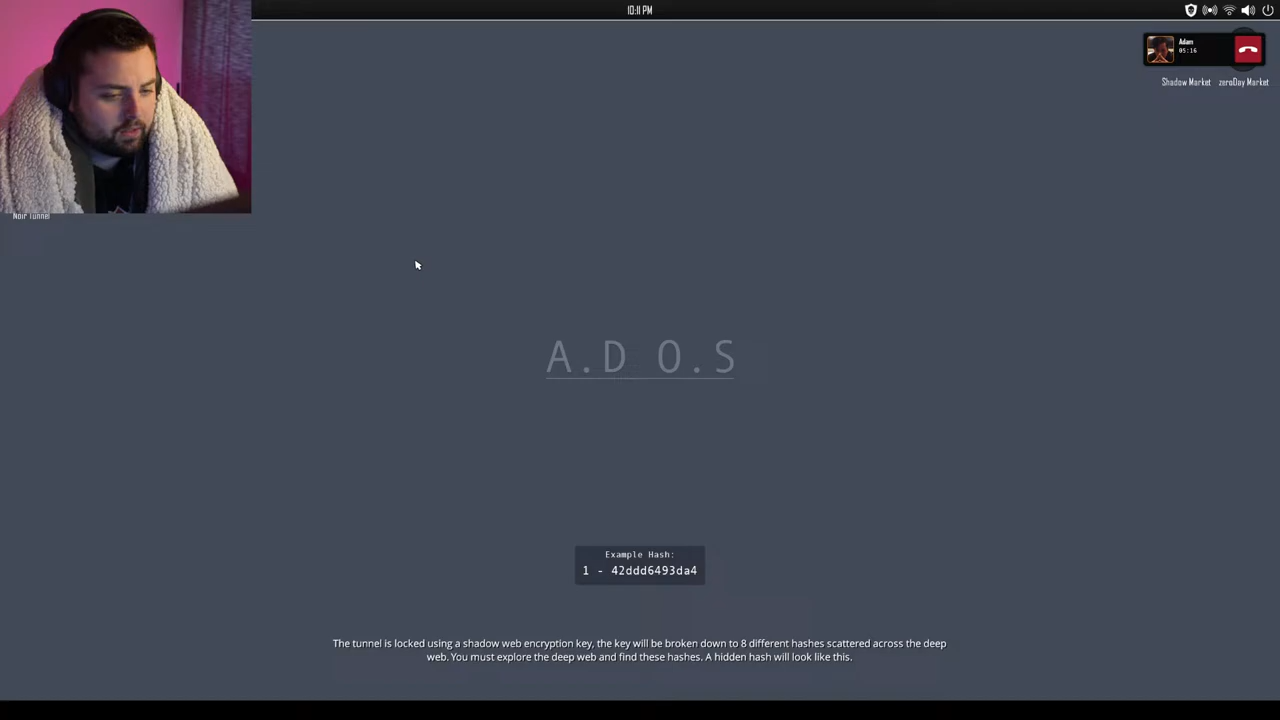 10:11 PM
Adam
05:16
Shadow Market zeroDay Market
Noir Tunnel
A.D O.S
Example Hash:
1 - 42ddd6493da4
The tunnel is locked using a shadow web encryption key, the key will be broken down to 8 different hashes scattered across the deep
web. You must explore the deep web and find these hashes. A hidden hash will look like this.